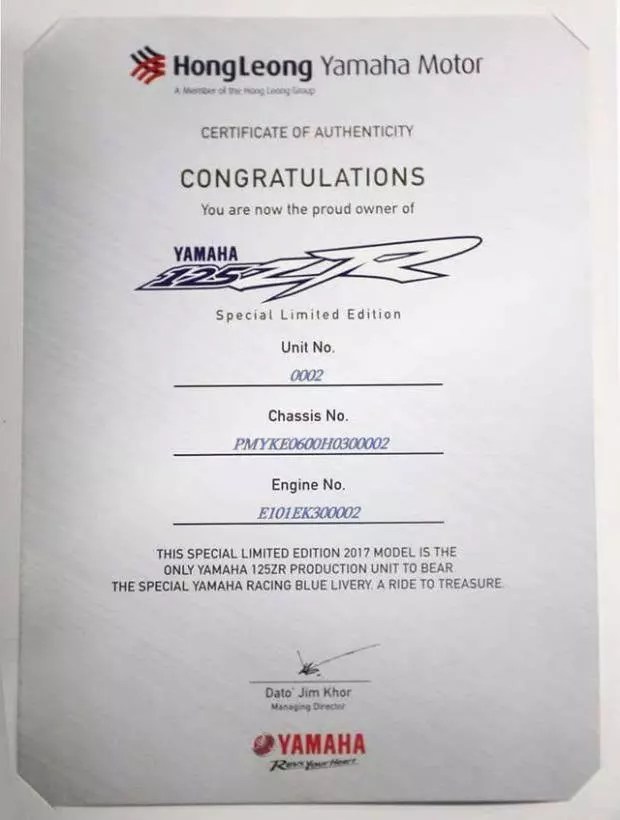 HongLeong Yamaha Motor
A Member of the Hong Leong Group
CERTIFICATE OF AUTHENTICITY
CONGRATULATIONS
You are now the proud owner of
YAMAHA
125ZR
Special Limited Edition
Unit No.
0002
Chassis No.
PMYKE0600H0300002
Engine No.
E101EK300002
THIS SPECIAL LIMITED EDITION 2017 MODEL IS THE
ONLY YAMAHA 125ZR PRODUCTION UNIT TO BEAR
THE SPECIAL YAMAHA RACING BLUE LIVERY. A RIDE TO TREASURE.
Dato' Jim Khor
Managing Director
YAMAHA
Revs Your Heart